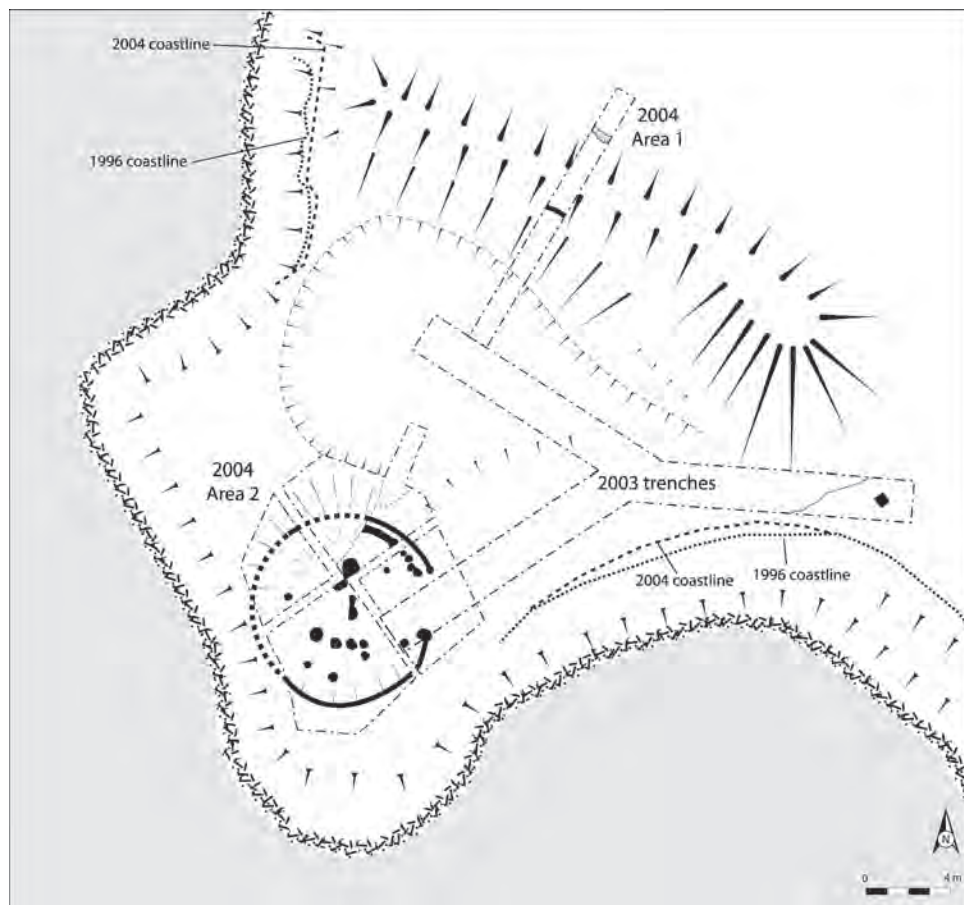 2004 coastline
2004
Area 1
1996 coastline
2004
Area 2
2003 trenches
2004 coastline
1996 coastline
N
0 4 m